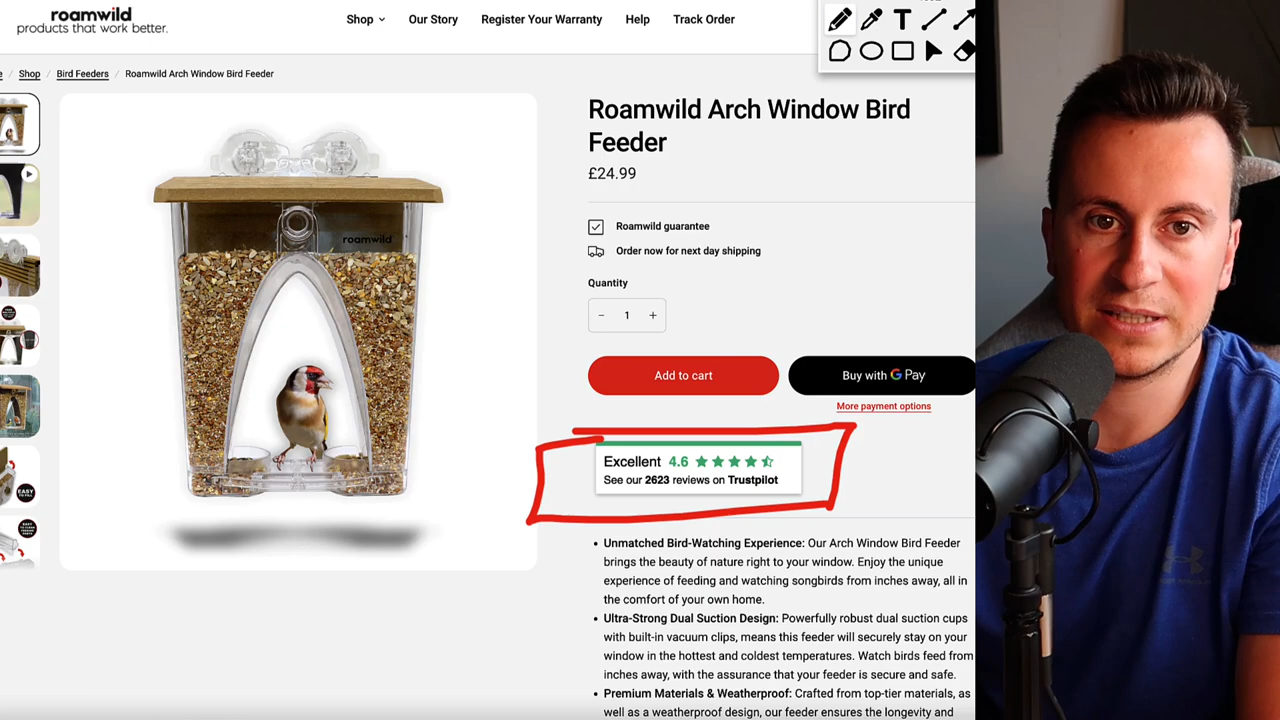 roamwild
products that work better.
Shop
Our Story
Register Your Warranty
Help
Track Order
e / Shop / Bird Feeders / Roamwild Arch Window Bird Feeder
T
Roamwild Arch Window Bird
Feeder
£24.99
Roamwild guarantee
Order now for next day shipping
Quantity
− 1 +
Add to cart
Buy with G Pay
More payment options
Excellent 4.6
See our 2623 reviews on Trustpilot
• Unmatched Bird-Watching Experience: Our Arch Window Bird Feeder
brings the beauty of nature right to your window. Enjoy the unique
experience of feeding and watching songbirds from inches away, all in
the comfort of your own home.
• Ultra-Strong Dual Suction Design: Powerfully robust dual suction cups
with built-in vacuum clips, means this feeder will securely stay on your
window in the hottest and coldest temperatures. Watch birds feed from
inches away, with the assurance that your feeder is secure and safe.
• Premium Materials & Weatherproof: Crafted from top-tier materials, as
well as a weatherproof design, our feeder ensures the longevity and
roamwild
EASY
TO FILL
UNDER ARMOUR